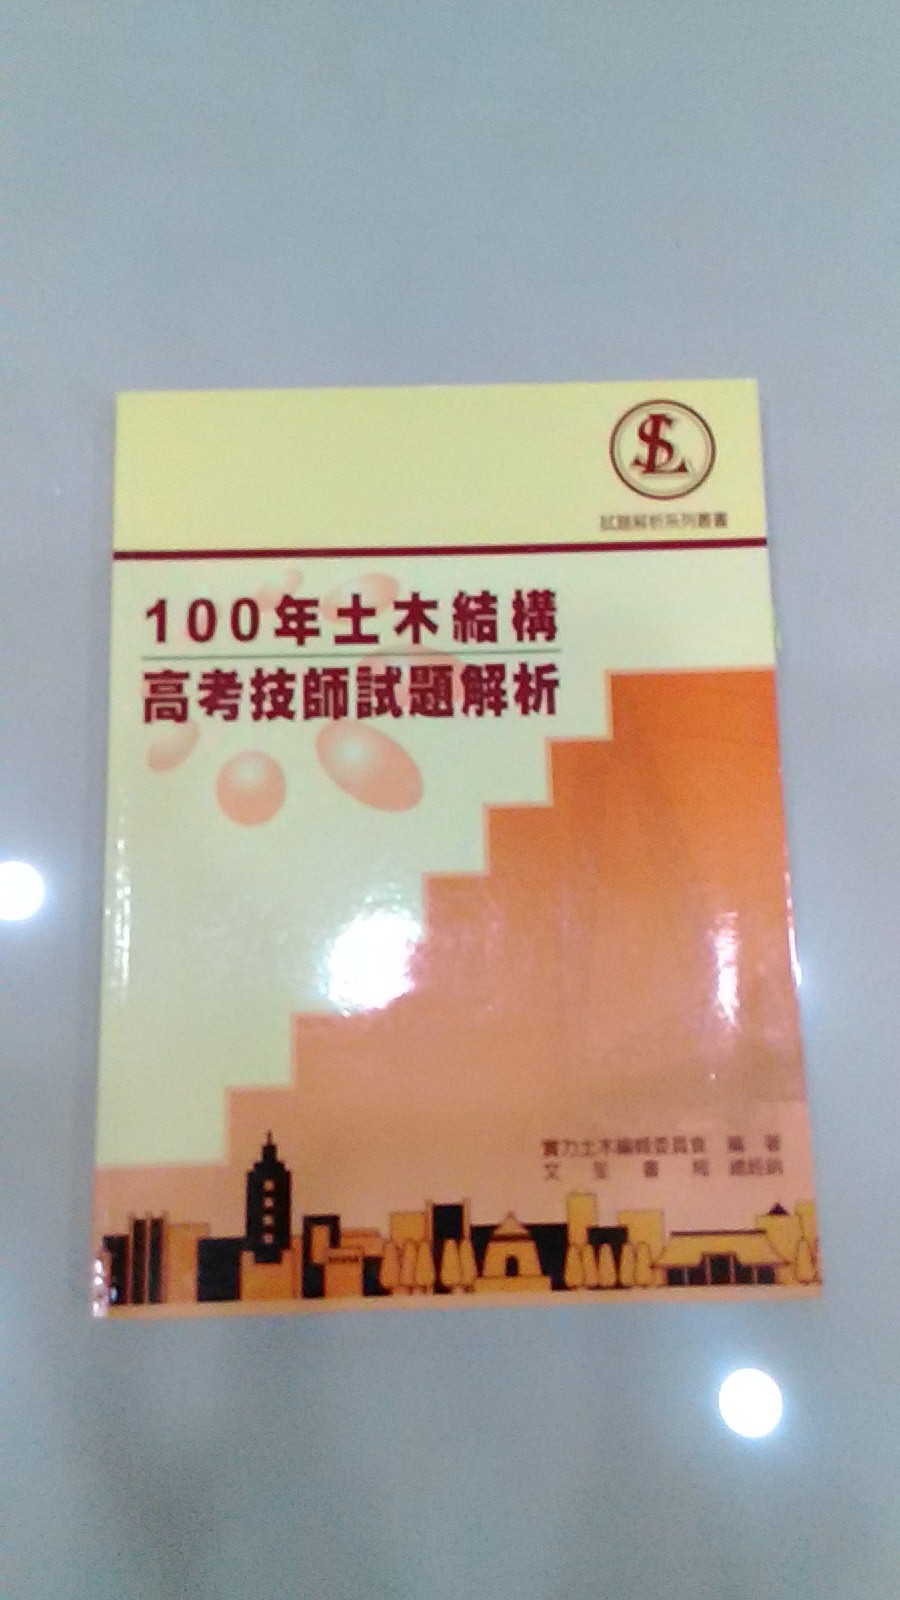 SL
試題解析系列叢書
100年土木結構
高考技師試題解析
實力土木編輯委員會 編著
文笙書局 總經銷